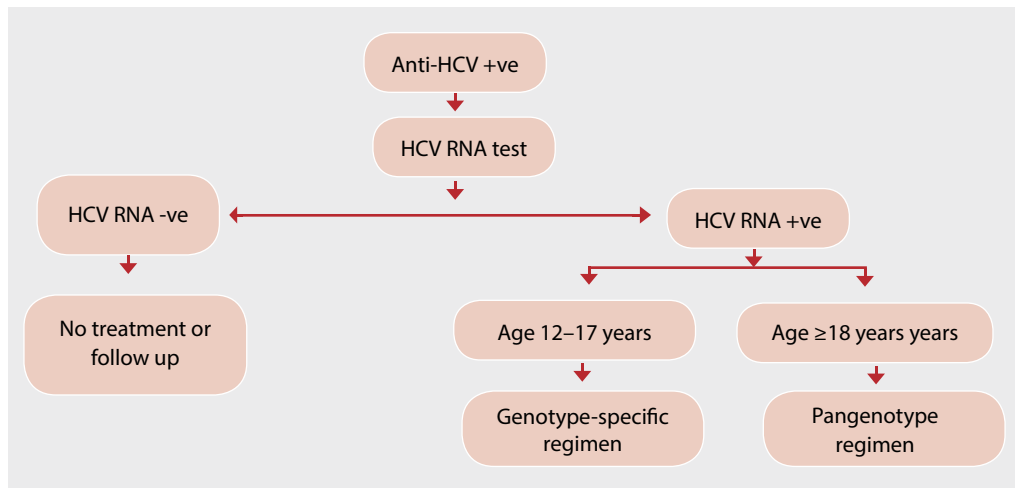 Anti-HCV +ve
HCV RNA test
HCV RNA -ve
HCV RNA +ve
No treatment or
follow up
Age 12–17 years
Age ≥18 years years
Genotype-specific
regimen
Pangenotype
regimen